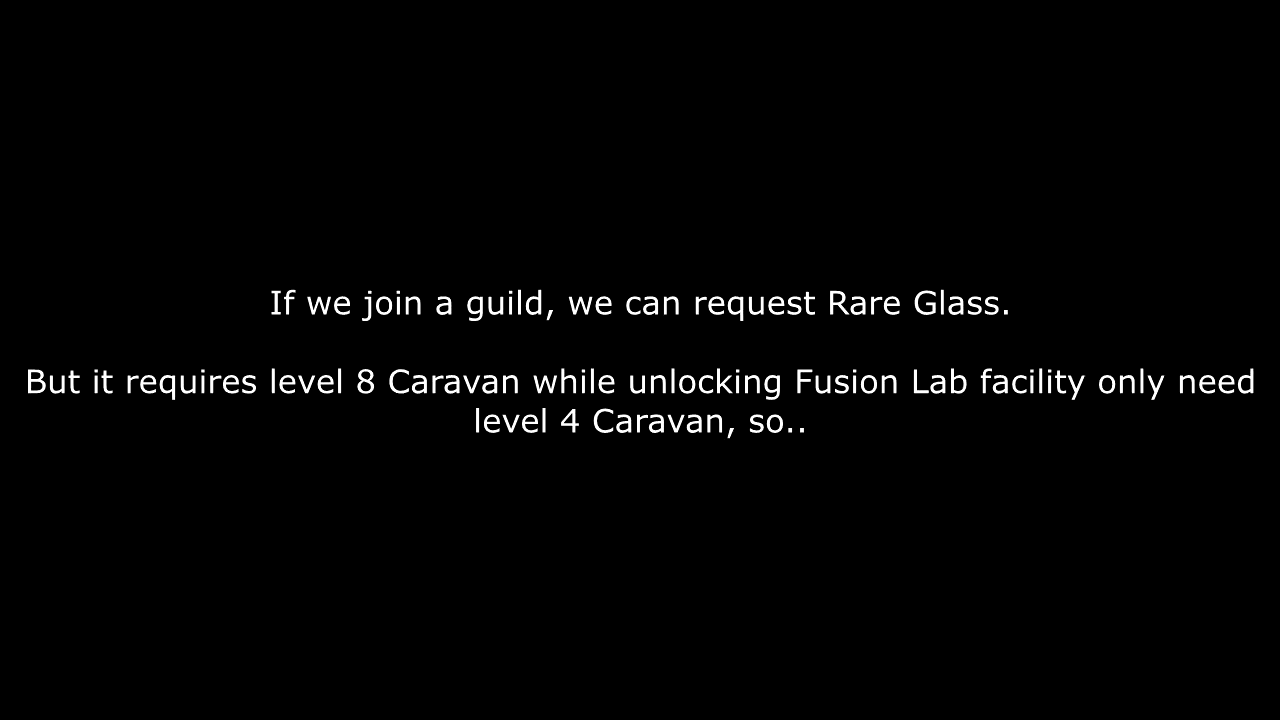 If we join a guild, we can request Rare Glass.
But it requires level 8 Caravan while unlocking Fusion Lab facility only need
level 4 Caravan, so..